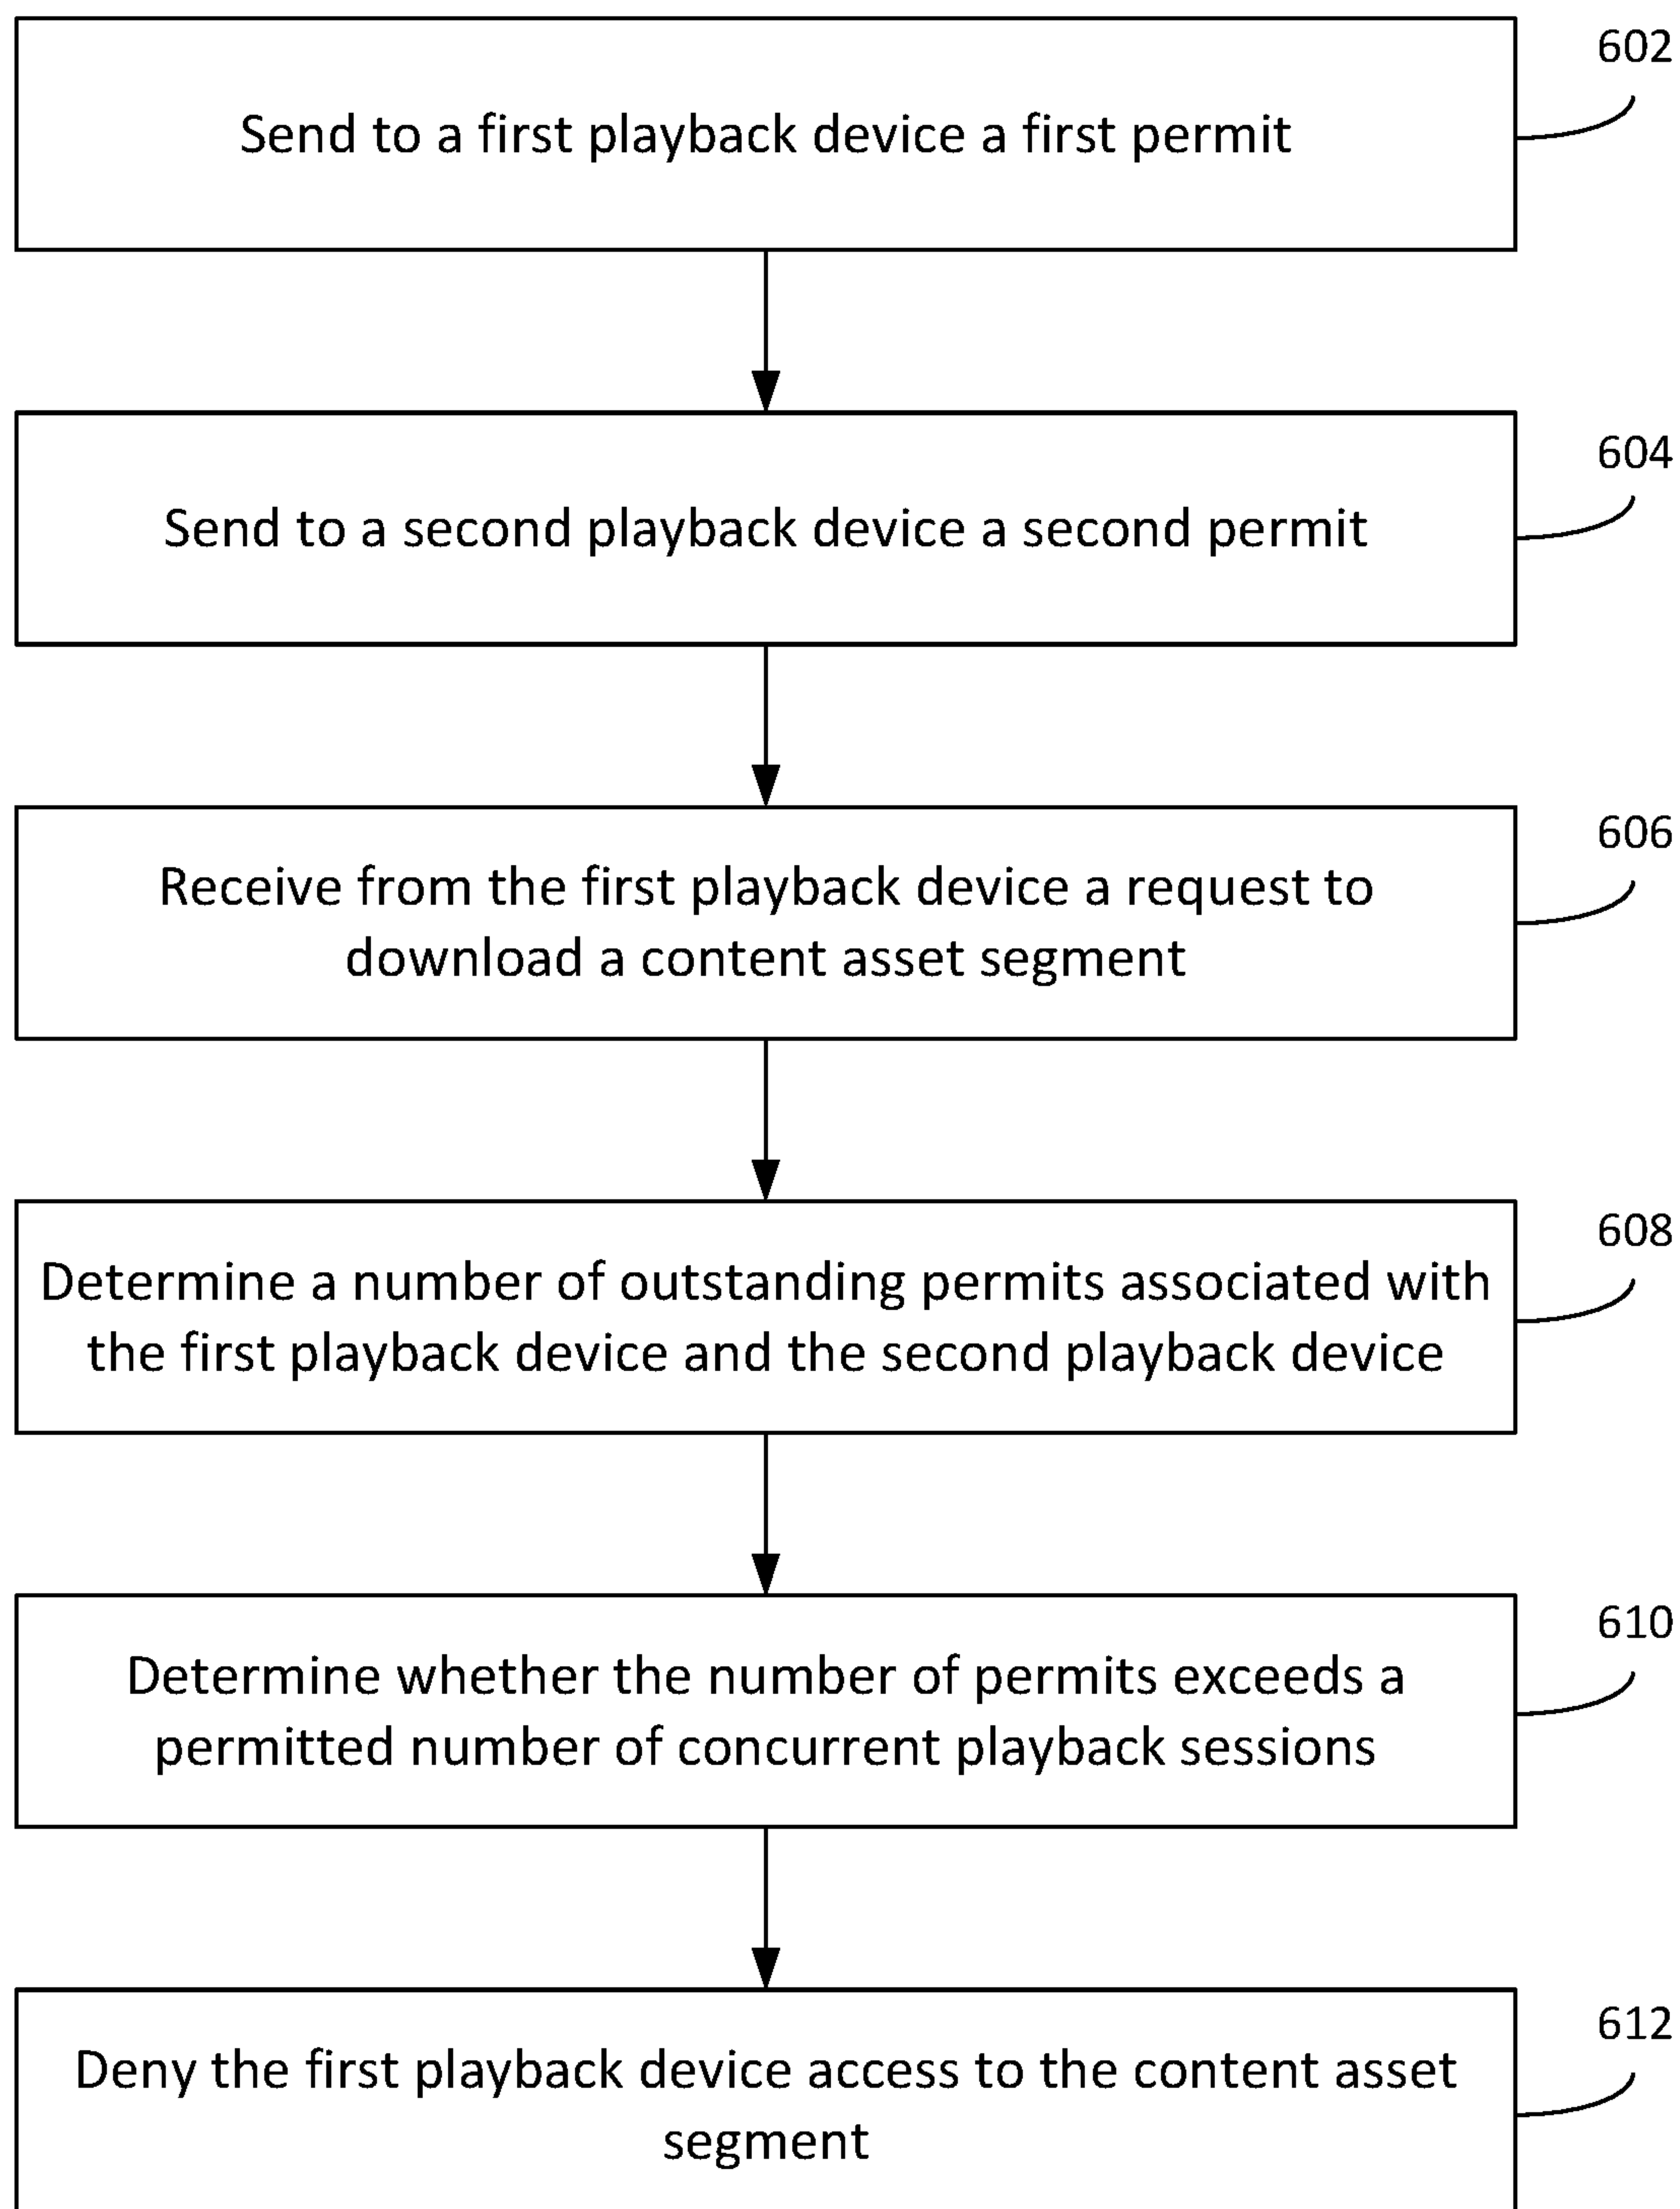 602
Send to a first playback device a first permit
604
Send to a second playback device a second permit
606
Receive from the first playback device a request to
download a content asset segment
608
Determine a number of outstanding permits associated with
the first playback device and the second playback device
610
Determine whether the number of permits exceeds a
permitted number of concurrent playback sessions
612
Deny the first playback device access to the content asset
segment